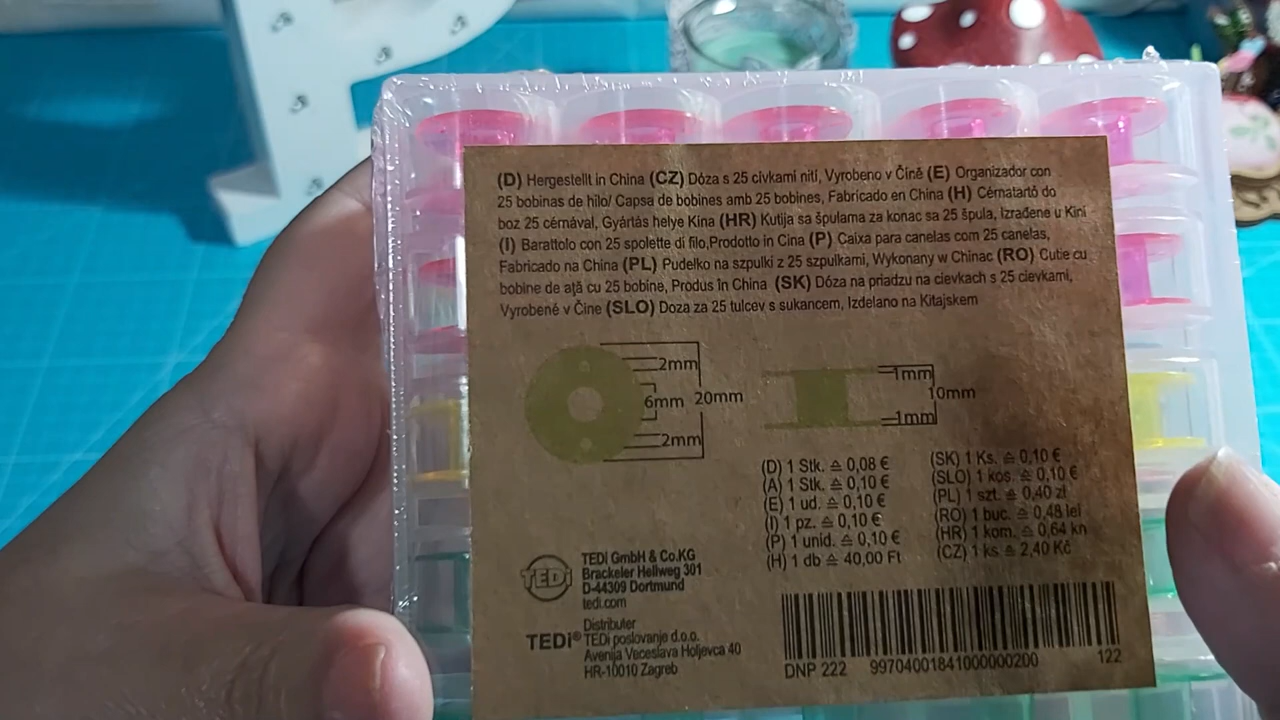 (D) Hergestellt in China (CZ) Dóza s 25 cívkami nití, Vyrobeno v Číně (E) Organizador con
25 bobinas de hilo/ Capsa de bobines amb 25 bobines, Fabricado en China (H) Cérnatartó do
boz 25 cérnával, Gyártás helye Kína (HR) Kutija sa špulama za konac sa 25 špula, Izrađene u Kini
(I) Barattolo con 25 spolette di filo,Prodotto in Cina (P) Caixa para canelas com 25 canelas,
Fabricado na China (PL) Pudełko na szpulki z 25 szpulkami, Wykonany w Chinac (RO) Cutie cu
bobine de ață cu 25 bobine, Produs în China (SK) Dóza na priadzu na cievkach s 25 cievkami,
Vyrobené v Číne (SLO) Doza za 25 tulcev s sukancem, Izdelano na Kitajskem
2mm
6mm 20mm
2mm
1mm
10mm
1mm
(D) 1 Stk. ≙ 0,08 €
(A) 1 Stk. ≙ 0,10 €
(E) 1 ud. ≙ 0,10 €
(I) 1 pz. ≙ 0,10 €
(P) 1 unid. ≙ 0,10 €
(H) 1 db ≙ 40,00 Ft
(SK) 1 Ks. ≙ 0,10 €
(SLO) 1 kos. ≙ 0,10 €
(PL) 1 szt. ≙ 0,40 zł
(RO) 1 buc. ≙ 0,48 lei
(HR) 1 kom. ≙ 0,64 kn
(CZ) 1 ks ≙ 2,40 Kč
TEDi
TEDi GmbH & Co.KG
Brackeler Hellweg 301
D-44309 Dortmund
tedi.com
Distributer
TEDi® TEDi poslovanje d.o.o.
Avenija Veceslava Holjevca 40
HR-10010 Zagreb
DNP 222 99704001841000000200 122